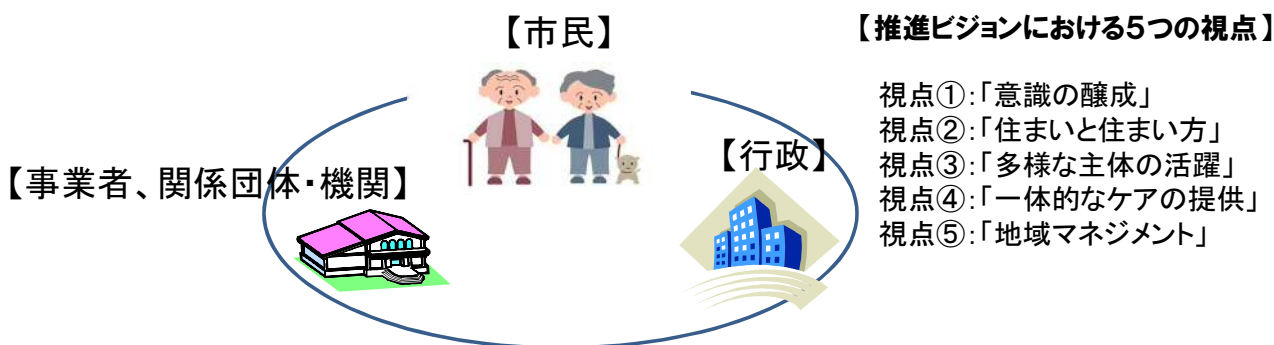 【市民】
【推進ビジョンにおける5つの視点】
視点①:「意識の醸成」
視点②:「住まいと住まい方」
視点③:「多様な主体の活躍」
視点④:「一体的なケアの提供」
視点⑤:「地域マネジメント」
【行政】
【事業者、関係団体・機関】